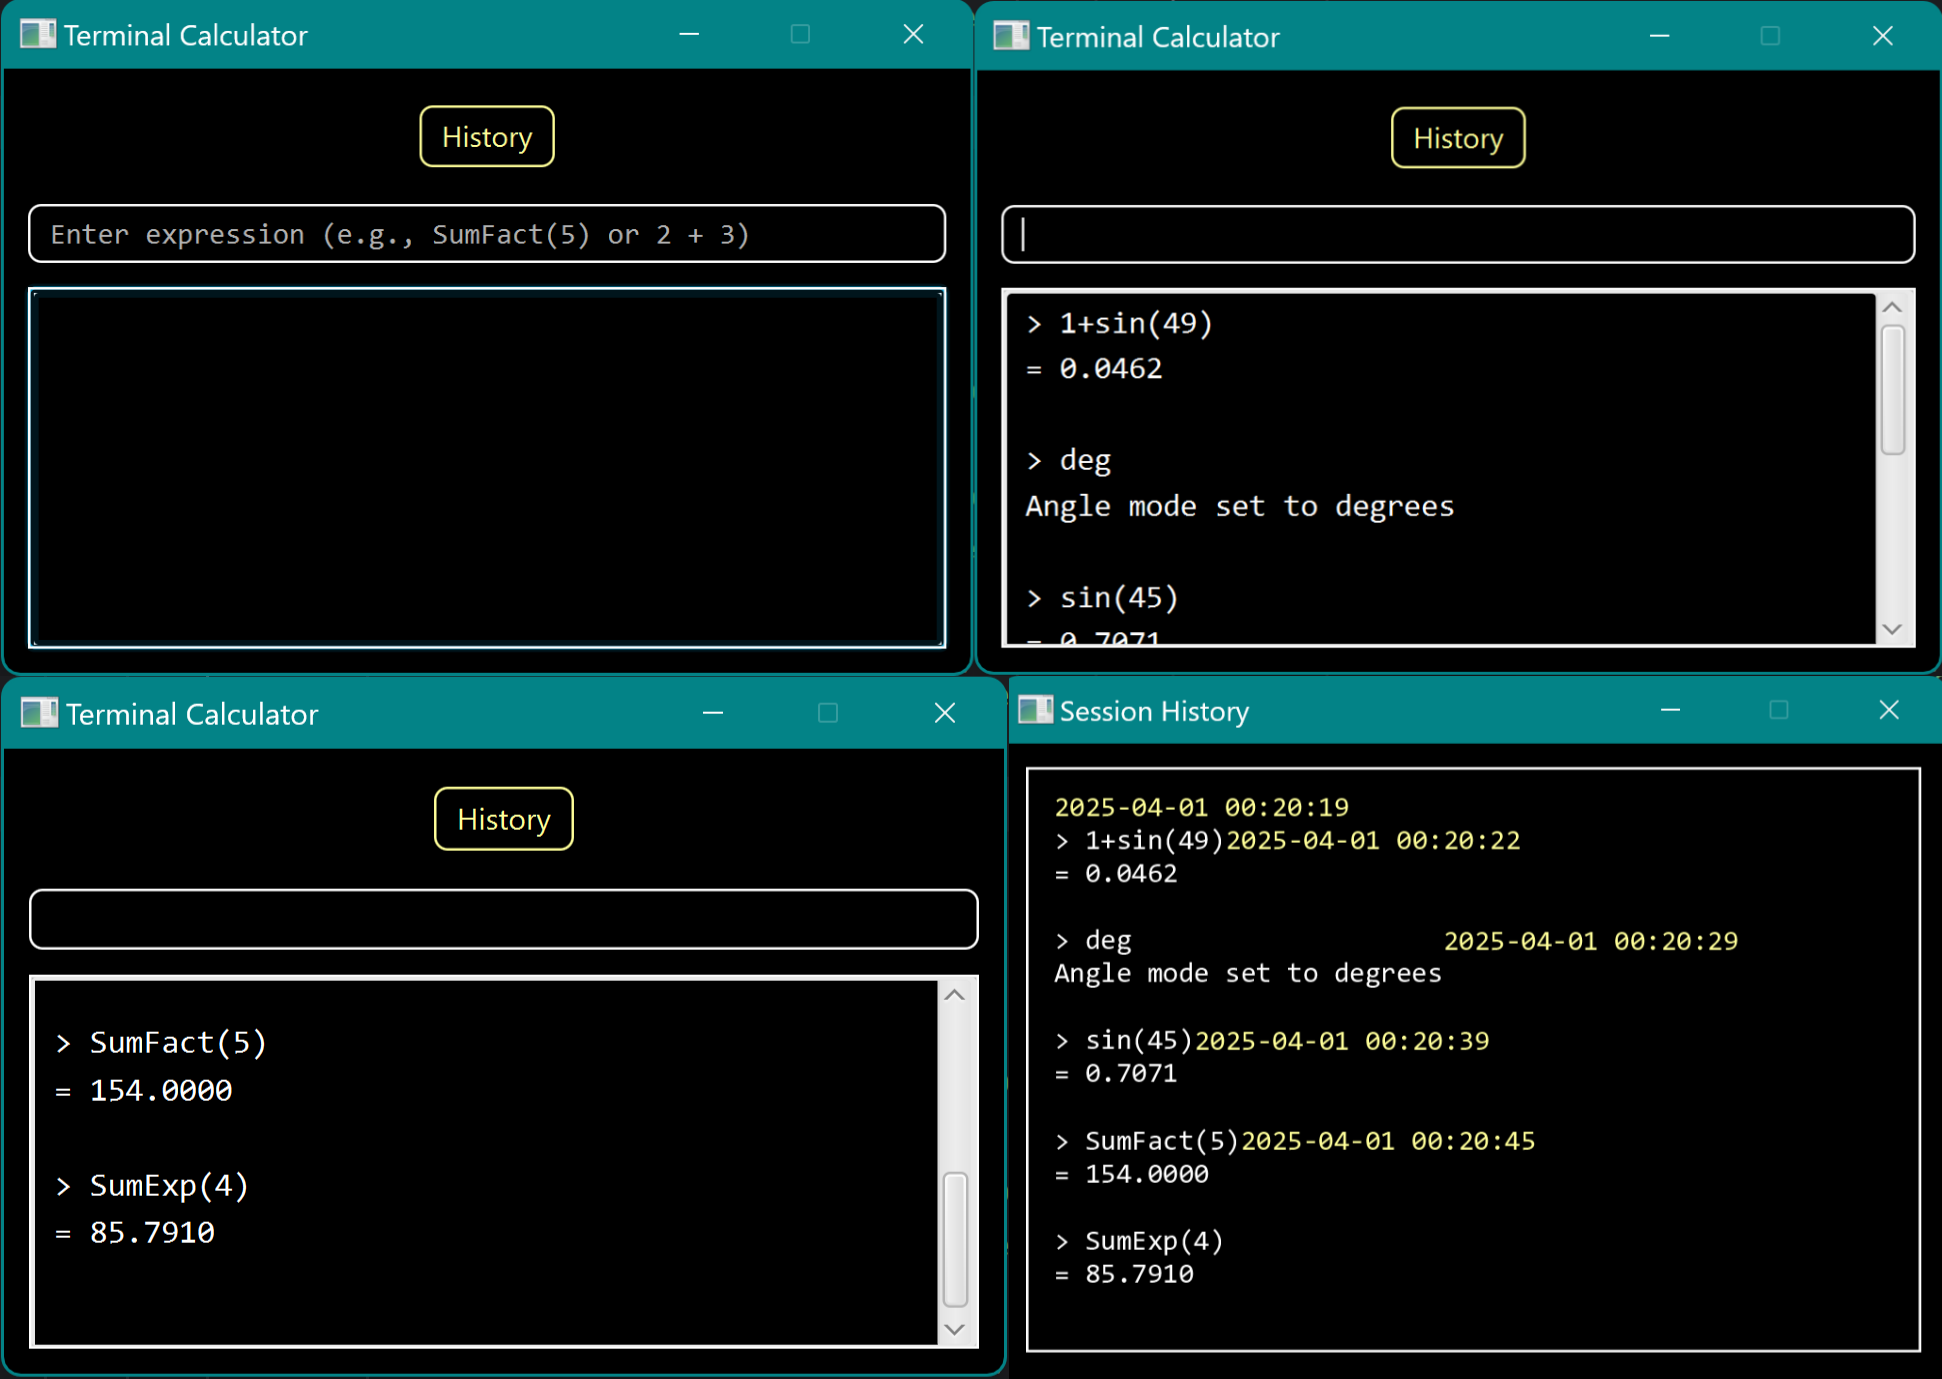 Terminal Calculator
History
Enter expression (e.g., SumFact(5) or 2 + 3)
Terminal Calculator
History
> 1+sin(49)
= 0.0462
> deg
Angle mode set to degrees
> sin(45)
= 0.7071
Terminal Calculator
History
> SumFact(5)
= 154.0000
> SumExp(4)
= 85.7910
Session History
2025-04-01 00:20:19
> 1+sin(49)2025-04-01 00:20:22
= 0.0462
> deg 2025-04-01 00:20:29
Angle mode set to degrees
> sin(45)2025-04-01 00:20:39
= 0.7071
> SumFact(5)2025-04-01 00:20:45
= 154.0000
> SumExp(4)
= 85.7910